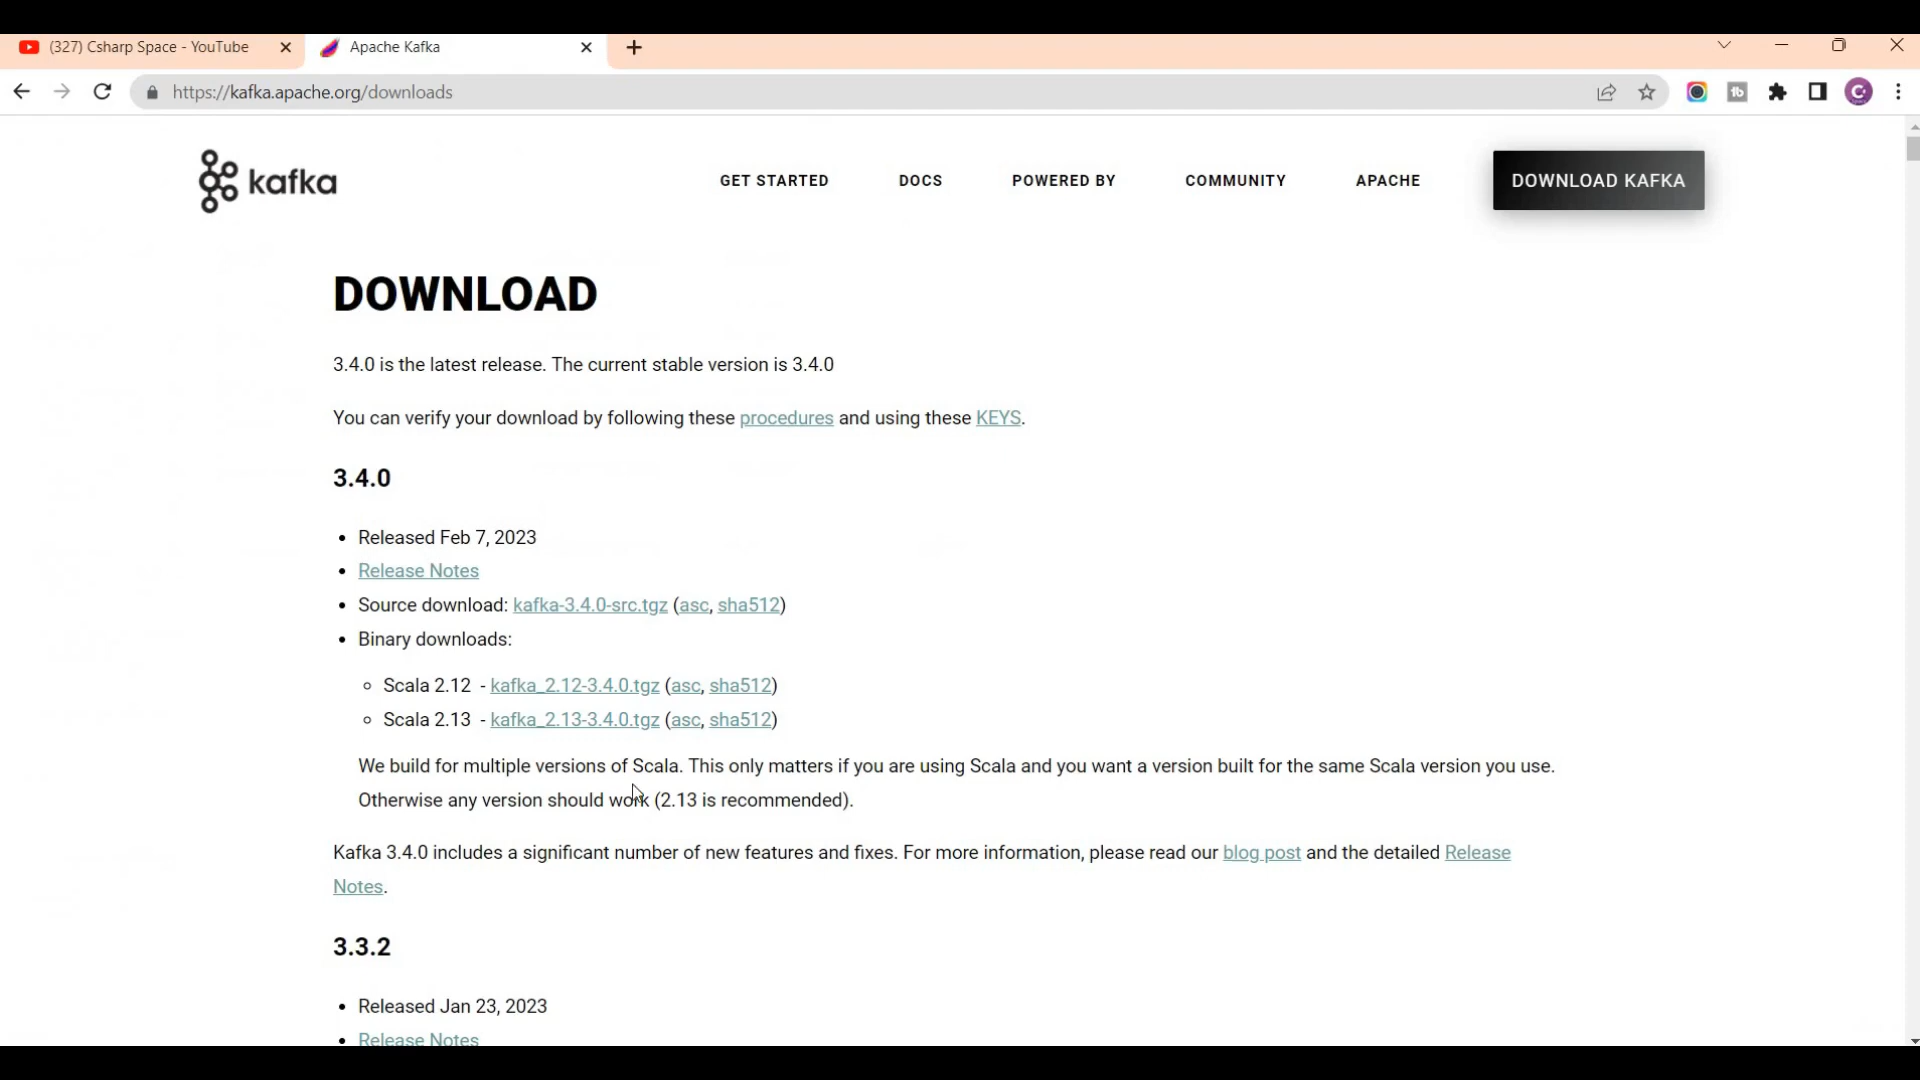 (327) Csharp Space - YouTube
Apache Kafka
https://kafka.apache.org/downloads
kafka
GET STARTED
DOCS
POWERED BY
COMMUNITY
APACHE
DOWNLOAD KAFKA
DOWNLOAD
3.4.0 is the latest release. The current stable version is 3.4.0
You can verify your download by following these procedures and using these KEYS.
3.4.0
• Released Feb 7, 2023
• Release Notes
• Source download: kafka-3.4.0-src.tgz (asc, sha512)
• Binary downloads:
Scala 2.12 - kafka_2.12-3.4.0.tgz (asc, sha512)
Scala 2.13 - kafka_2.13-3.4.0.tgz (asc, sha512)
We build for multiple versions of Scala. This only matters if you are using Scala and you want a version built for the same Scala version you use.
Otherwise any version should work (2.13 is recommended).
Kafka 3.4.0 includes a significant number of new features and fixes. For more information, please read our blog post and the detailed Release
Notes.
3.3.2
• Released Jan 23, 2023
• Release Notes